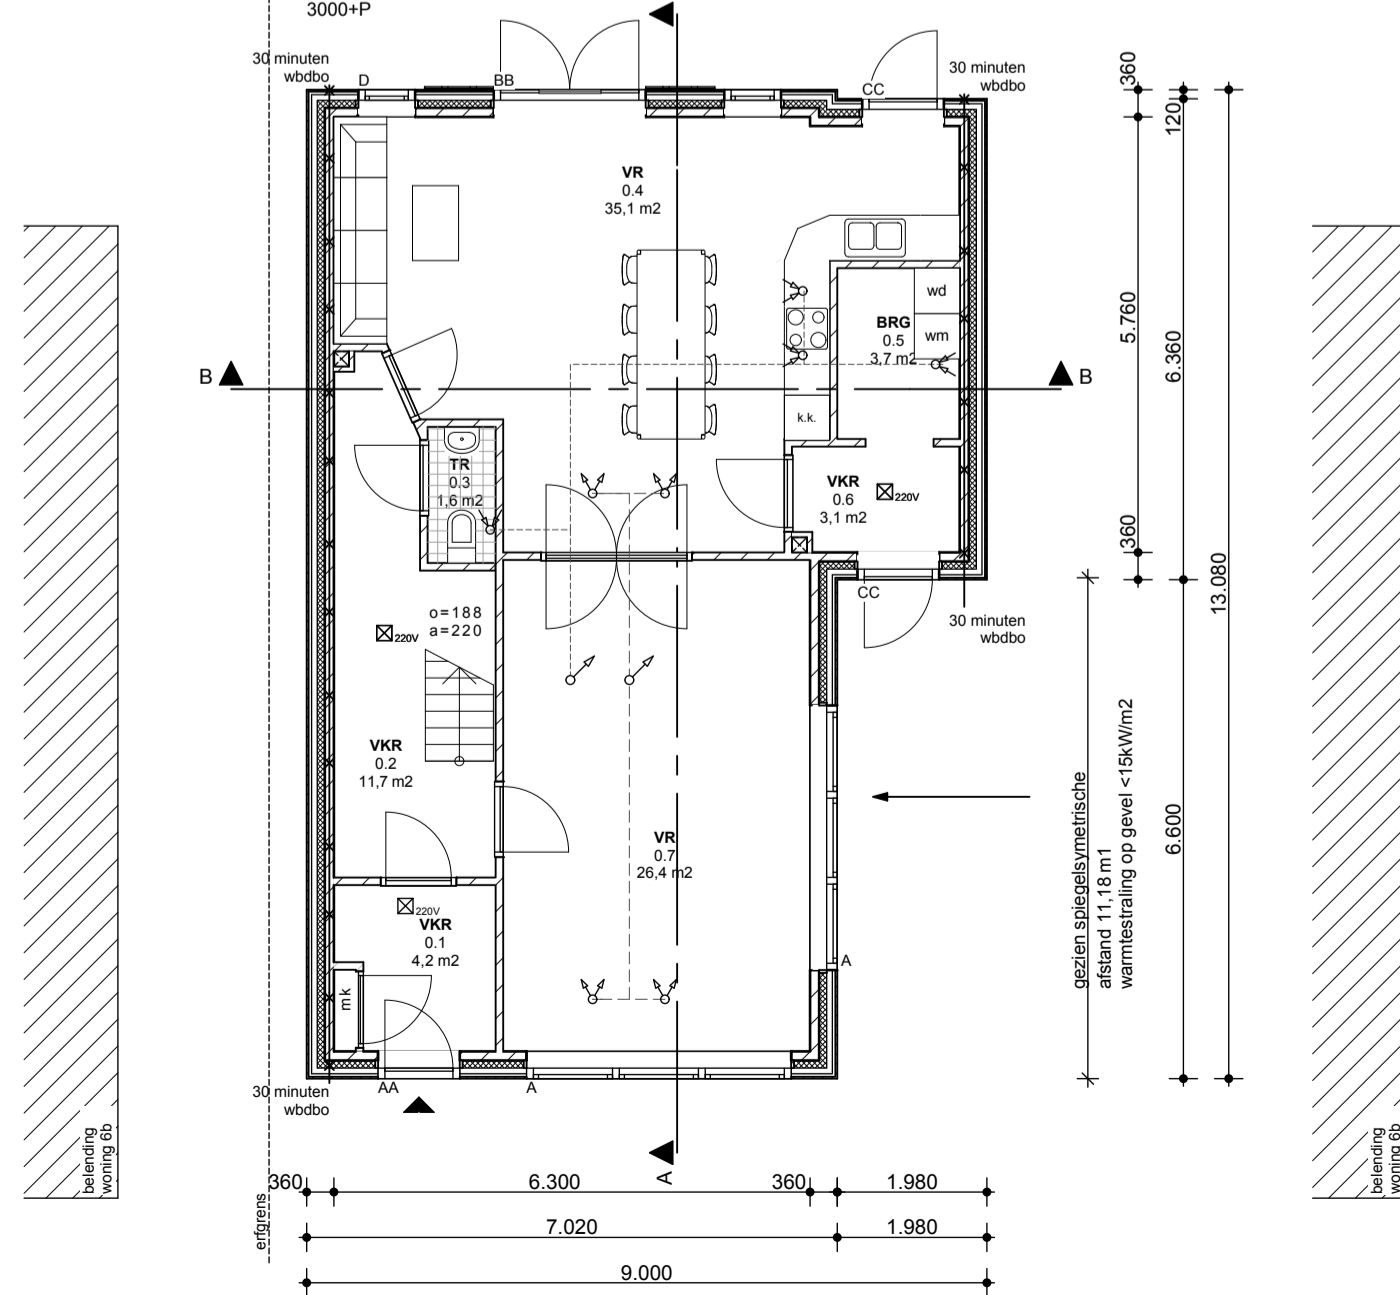 3000+P
30 minuten
wbdbo
D
BB
CC
30 minuten
wbdbo
360
120
VR
0.4
35,1 m2
wd
wm
BRG
0.5
3,7 m2
5.760
6.360
B
B
k.k.
TR
0.3
1,6 m2
VKR
0.6
3,1 m2
220V
360
13.080
CC
30 minuten
wbdbo
o=188
a=220
220V
VKR
0.2
11,7 m2
VR
0.7
26,4 m2
gezien spiegelsymetrische
afstand 11,18 m1
warmtestraling op gevel <15kW/m2
6.600
220V
VKR
0.1
4,2 m2
A
mk
AA
A
30 minuten
wbdbo
belending
woning 6b
belending
woning 6b
A
erfgrens
360
6.300
360
1.980
7.020
1.980
9.000